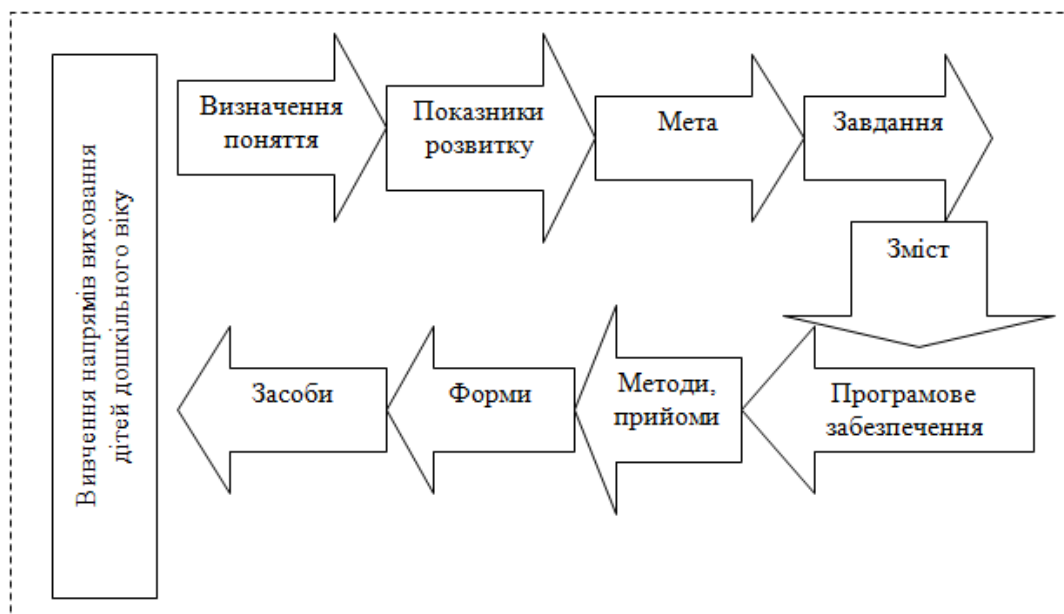 Вивчення напрямів виховання
дітей дошкільного віку
Визначення
поняття
Показники
розвитку
Мета
Завдання
Зміст
Програмове
забезпечення
Методи,
прийоми
Форми
Засоби